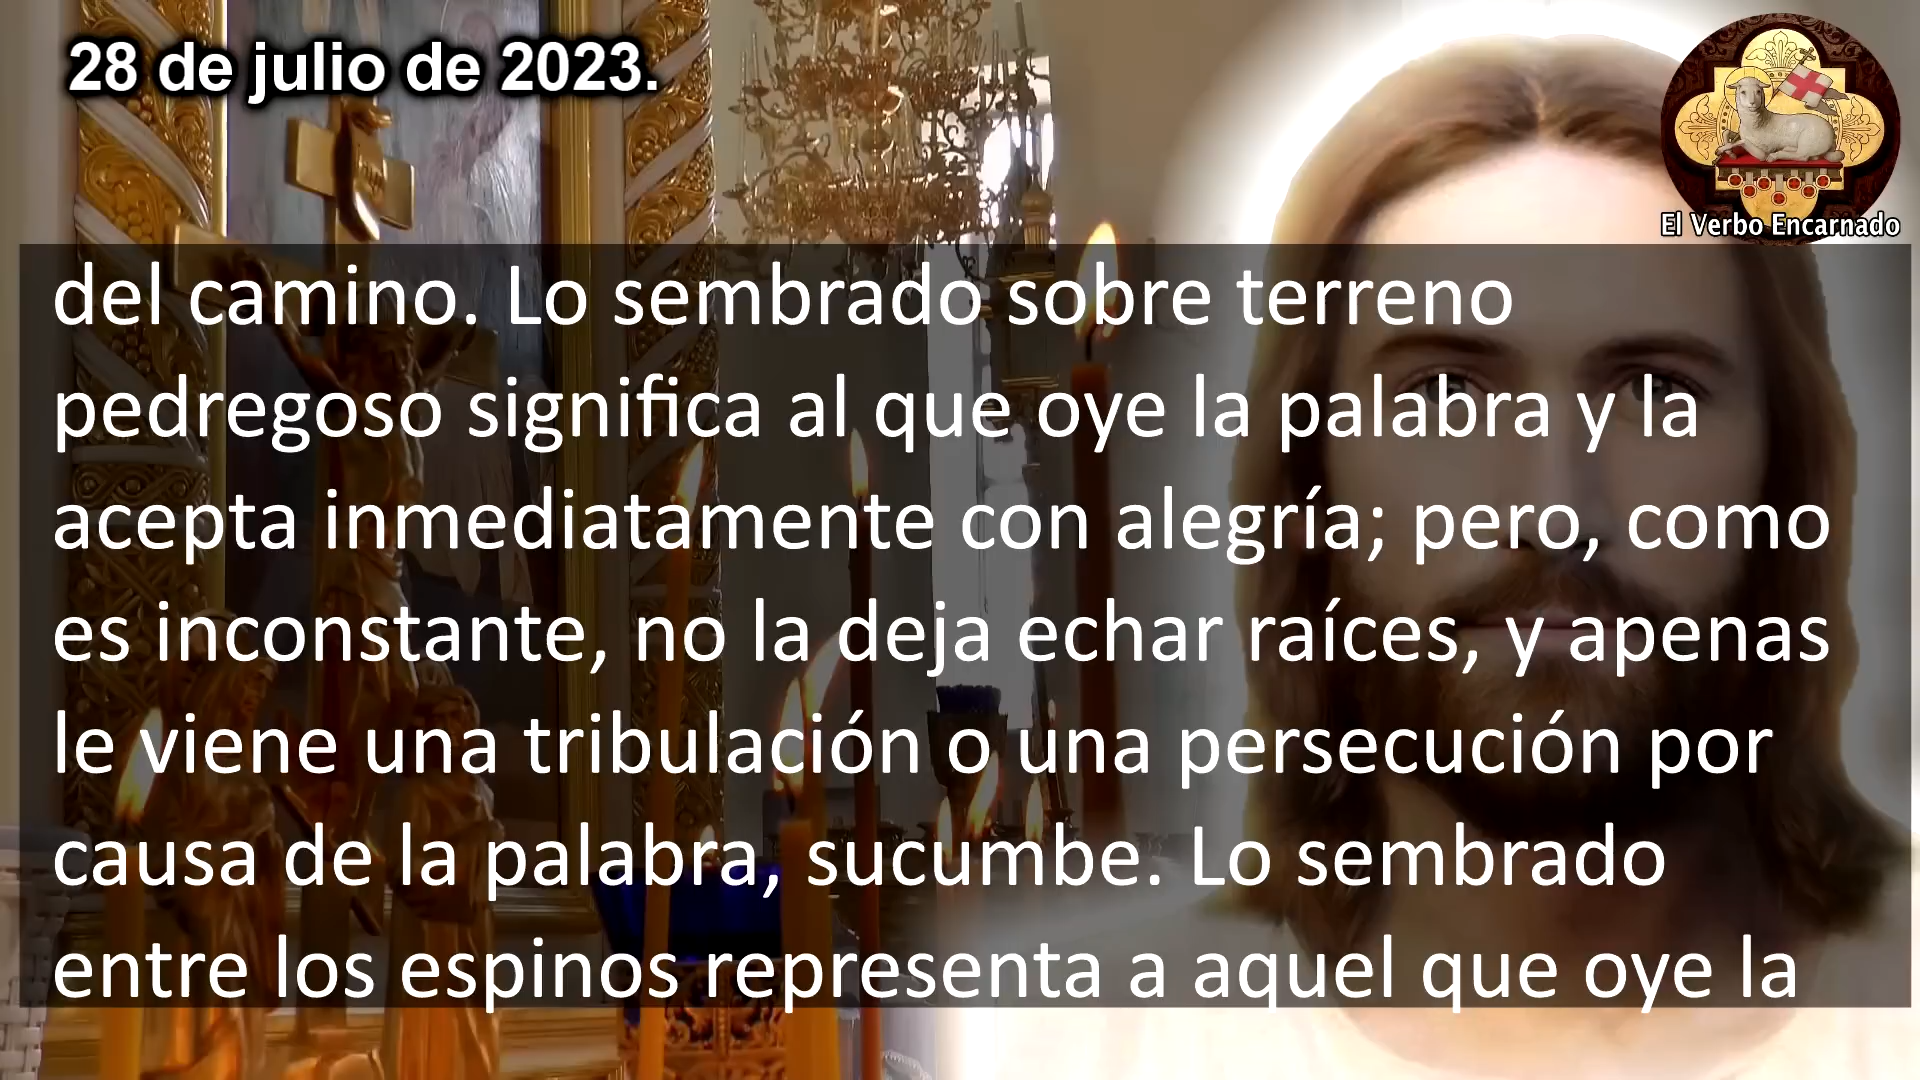 28 de julio de 2023.
El Verbo Encarnado
del camino. Lo sembrado sobre terreno
pedregoso significa al que oye la palabra y la
acepta inmediatamente con alegría; pero, como
es inconstante, no la deja echar raíces, y apenas
le viene una tribulación o una persecución por
causa de la palabra, sucumbe. Lo sembrado
entre los espinos representa a aquel que oye la